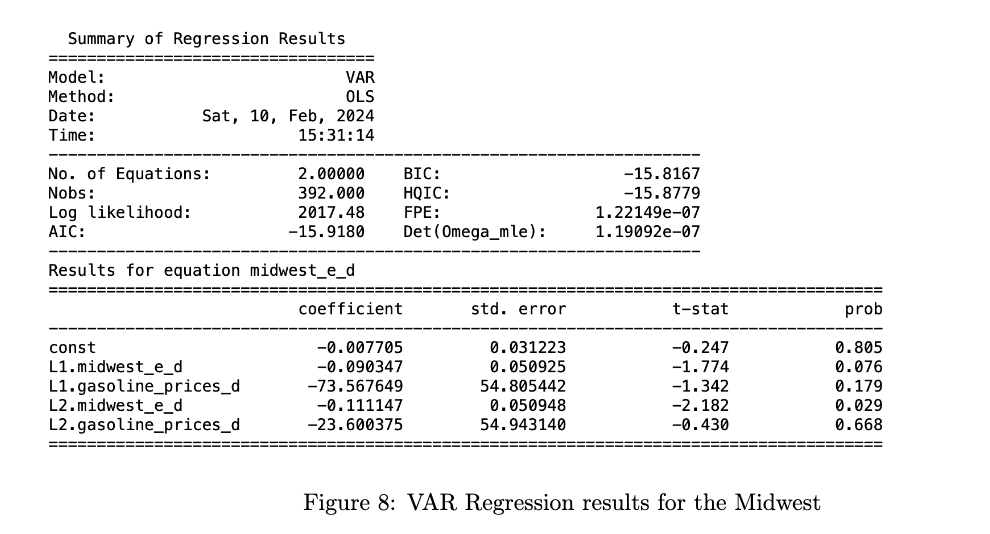 Summary of Regression Results
==================================
Model: VAR
Method: OLS
Date: Sat, 10, Feb, 2024
Time: 15:31:14
--------------------------------------------------------------------
No. of Equations: 2.00000 BIC: -15.8167
Nobs: 392.000 HQIC: -15.8779
Log likelihood: 2017.48 FPE: 1.22149e-07
AIC: -15.9180 Det(Omega_mle): 1.19092e-07
--------------------------------------------------------------------
Results for equation midwest_e_d
=======================================================================================
coefficient std. error t-stat prob
---------------------------------------------------------------------------------------
const -0.007705 0.031223 -0.247 0.805
L1.midwest_e_d -0.090347 0.050925 -1.774 0.076
L1.gasoline_prices_d -73.567649 54.805442 -1.342 0.179
L2.midwest_e_d -0.111147 0.050948 -2.182 0.029
L2.gasoline_prices_d -23.600375 54.943140 -0.430 0.668
=======================================================================================
Figure 8: VAR Regression results for the Midwest